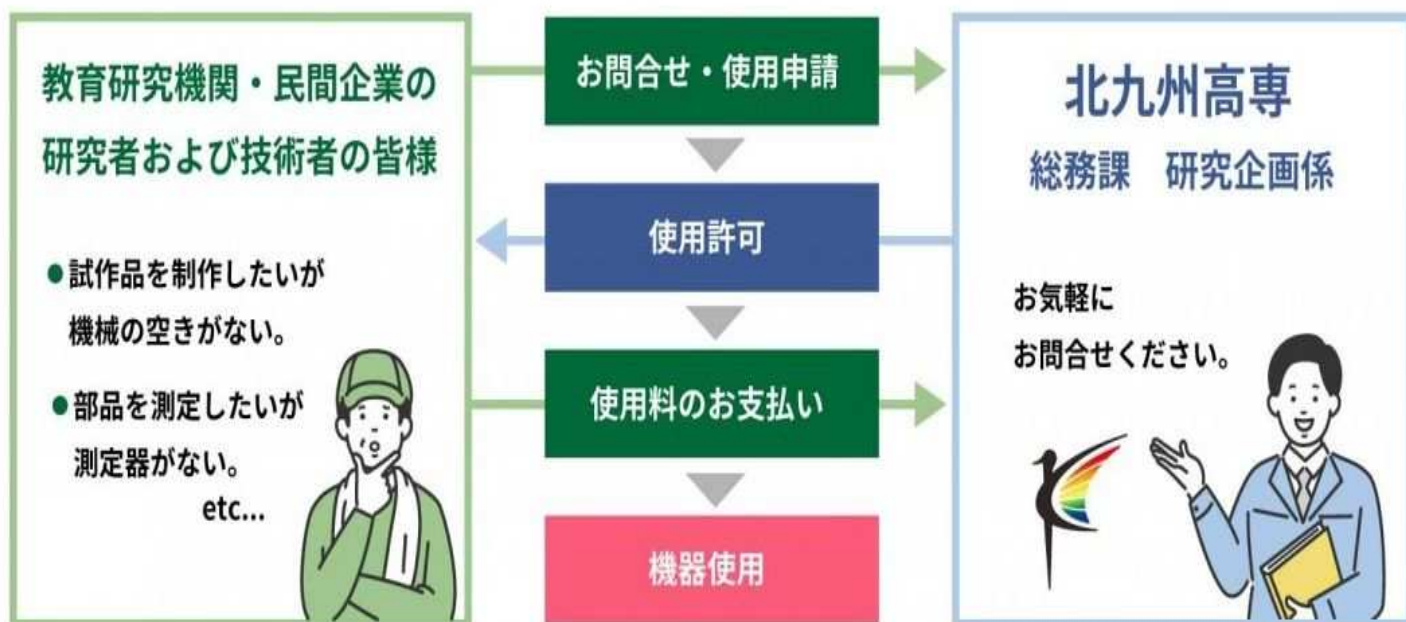 教育研究機関・民間企業の
研究者および技術者の皆様
●試作品を制作したいが
機械の空きがない。
●部品を測定したいが
測定器がない。
etc...
お問合せ・使用申請
使用許可
使用料のお支払い
機器使用
北九州高専
総務課 研究企画係
お気軽に
お問合せください。